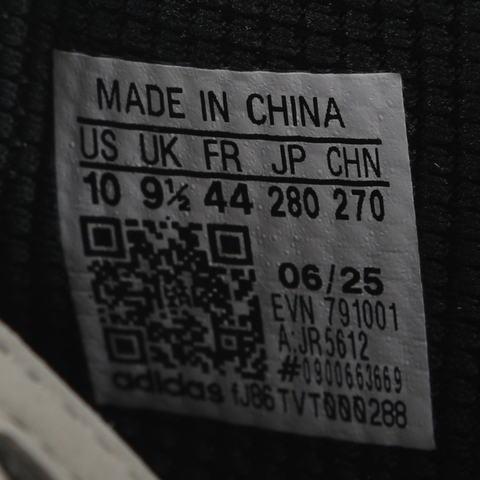 MADE IN CHINA
US UK FR JP CHN
10 9½ 44 280 270
06/25
EVN 791001
A:JR5612
#0900663669
adidas fJ86 TVT000288